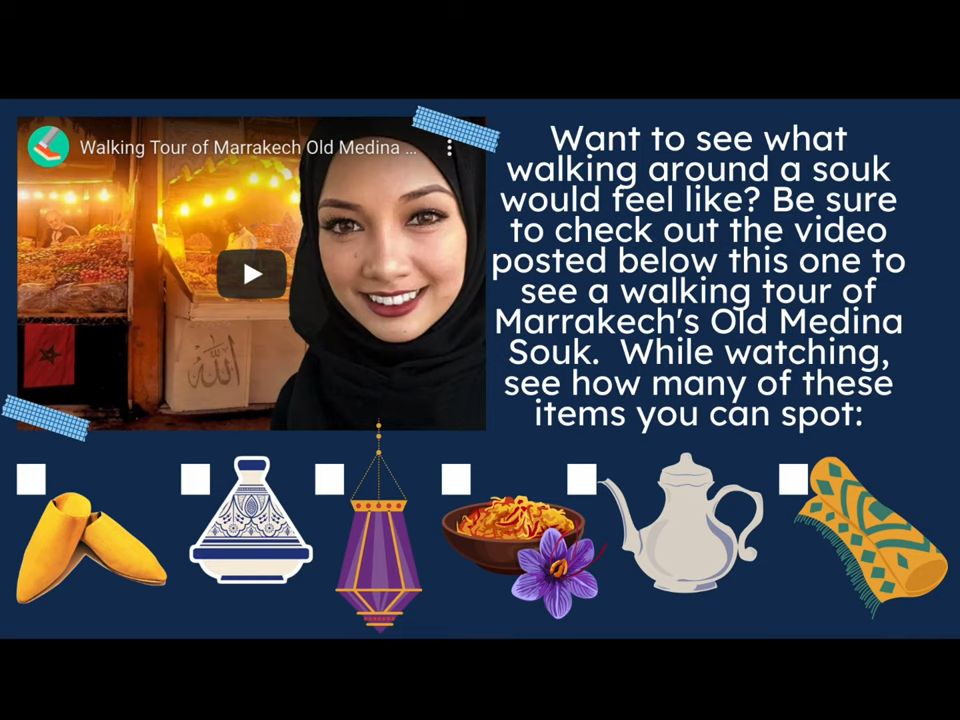 Walking Tour of Marrakech Old Medina ...
الله
Want to see what
walking around a souk
would feel like? Be sure
to check out the video
posted below this one to
see a walking tour of
Marrakech's Old Medina
Souk. While watching,
see how many of these
items you can spot: